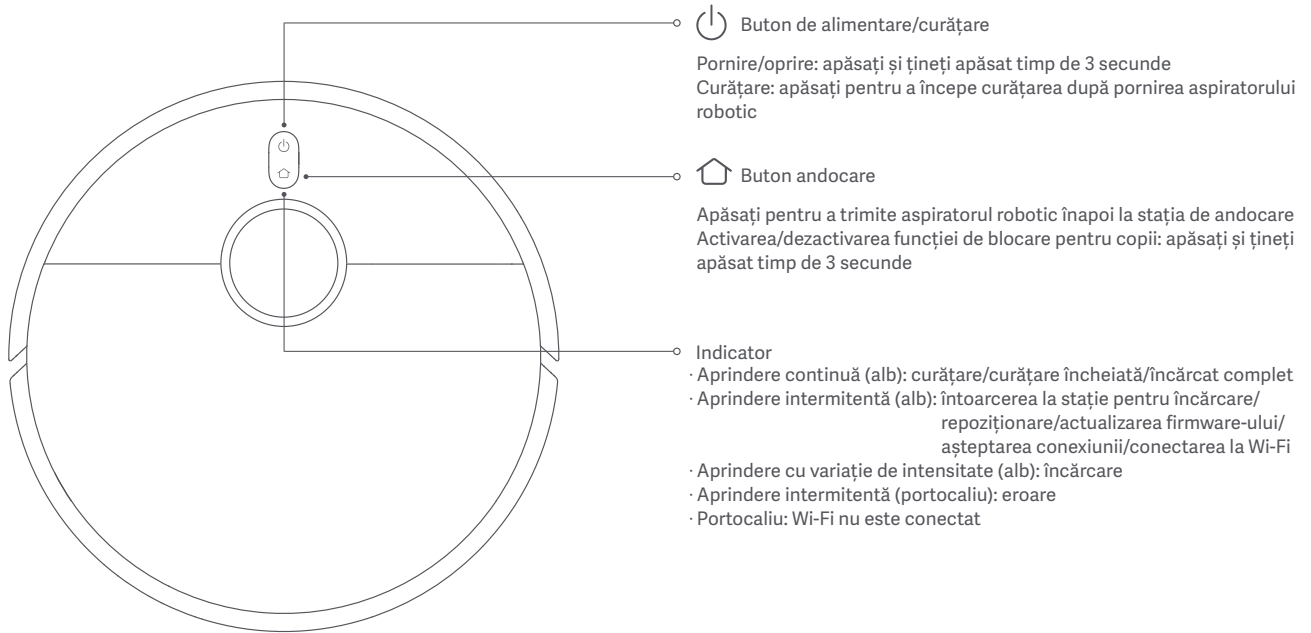 Buton de alimentare/curățare
Pornire/oprire: apăsați și țineți apăsat timp de 3 secunde
Curățare: apăsați pentru a începe curățarea după pornirea aspiratorului
robotic
Buton andocare
Apăsați pentru a trimite aspiratorul robotic înapoi la stația de andocare
Activarea/dezactivarea funcției de blocare pentru copii: apăsați și țineți
apăsat timp de 3 secunde
Indicator
· Aprindere continuă (alb): curățare/curățare încheiată/încărcat complet
· Aprindere intermitentă (alb): întoarcerea la stație pentru încărcare/
repoziționare/actualizarea firmware-ului/
așteptarea conexiunii/conectarea la Wi-Fi
· Aprindere cu variație de intensitate (alb): încărcare
· Aprindere intermitentă (portocaliu): eroare
· Portocaliu: Wi-Fi nu este conectat